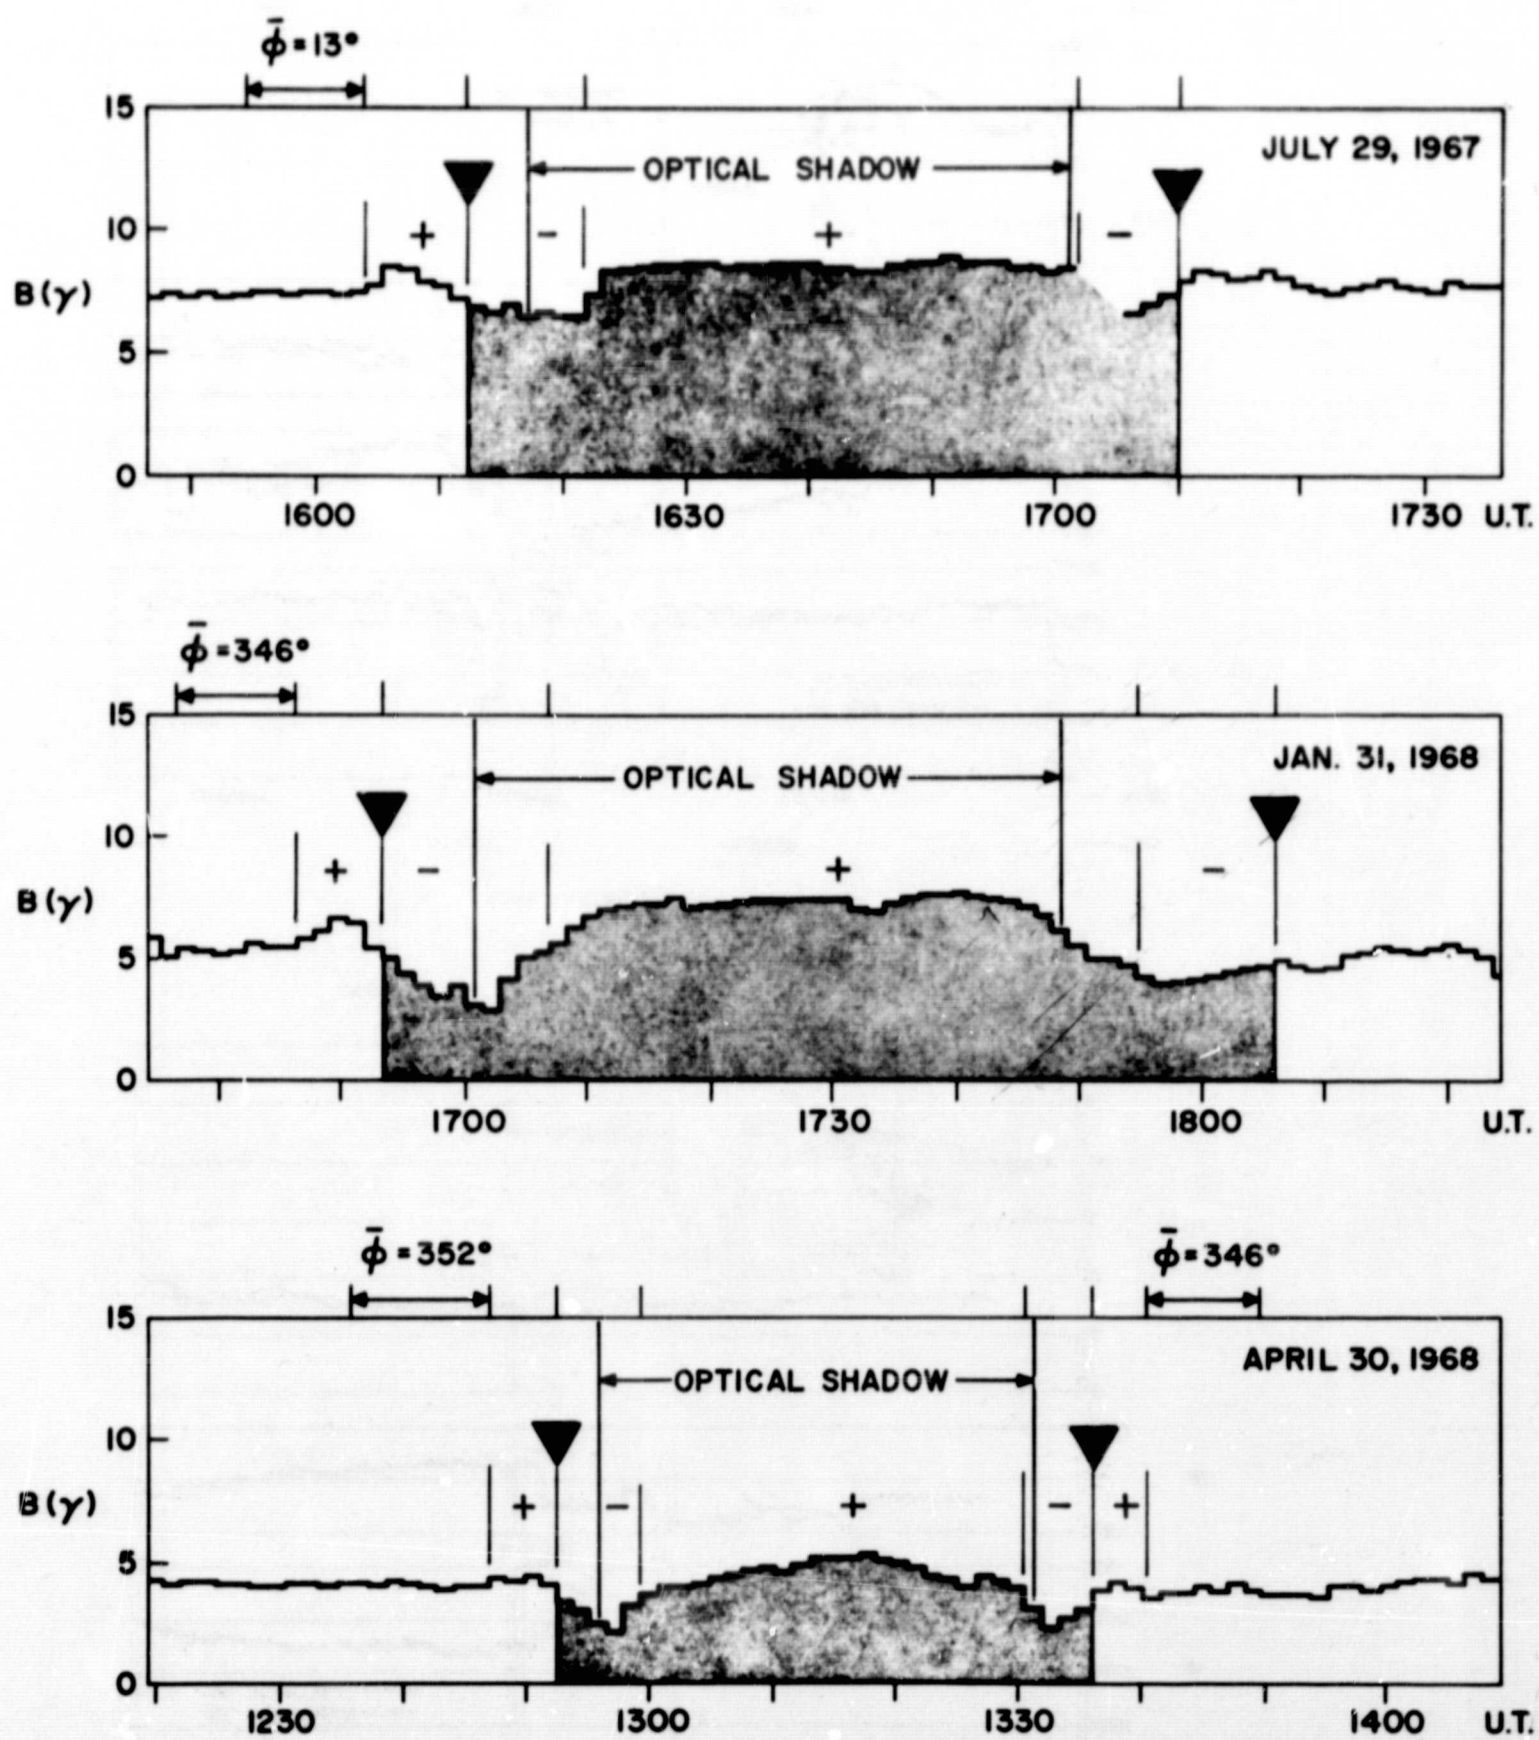 ϕ̄ = 13°
15
OPTICAL SHADOW
JULY 29, 1967
10
+ − + −
B(γ)
5
0
1600 1630 1700 1730 U.T.
ϕ̄ = 346°
15
OPTICAL SHADOW
JAN. 31, 1968
10
+ − + −
B(γ)
5
0
1700 1730 1800 U.T.
ϕ̄ = 352° ϕ̄ = 346°
15
OPTICAL SHADOW
APRIL 30, 1968
10
+ − + − +
B(γ)
5
0
1230 1300 1330 1400 U.T.